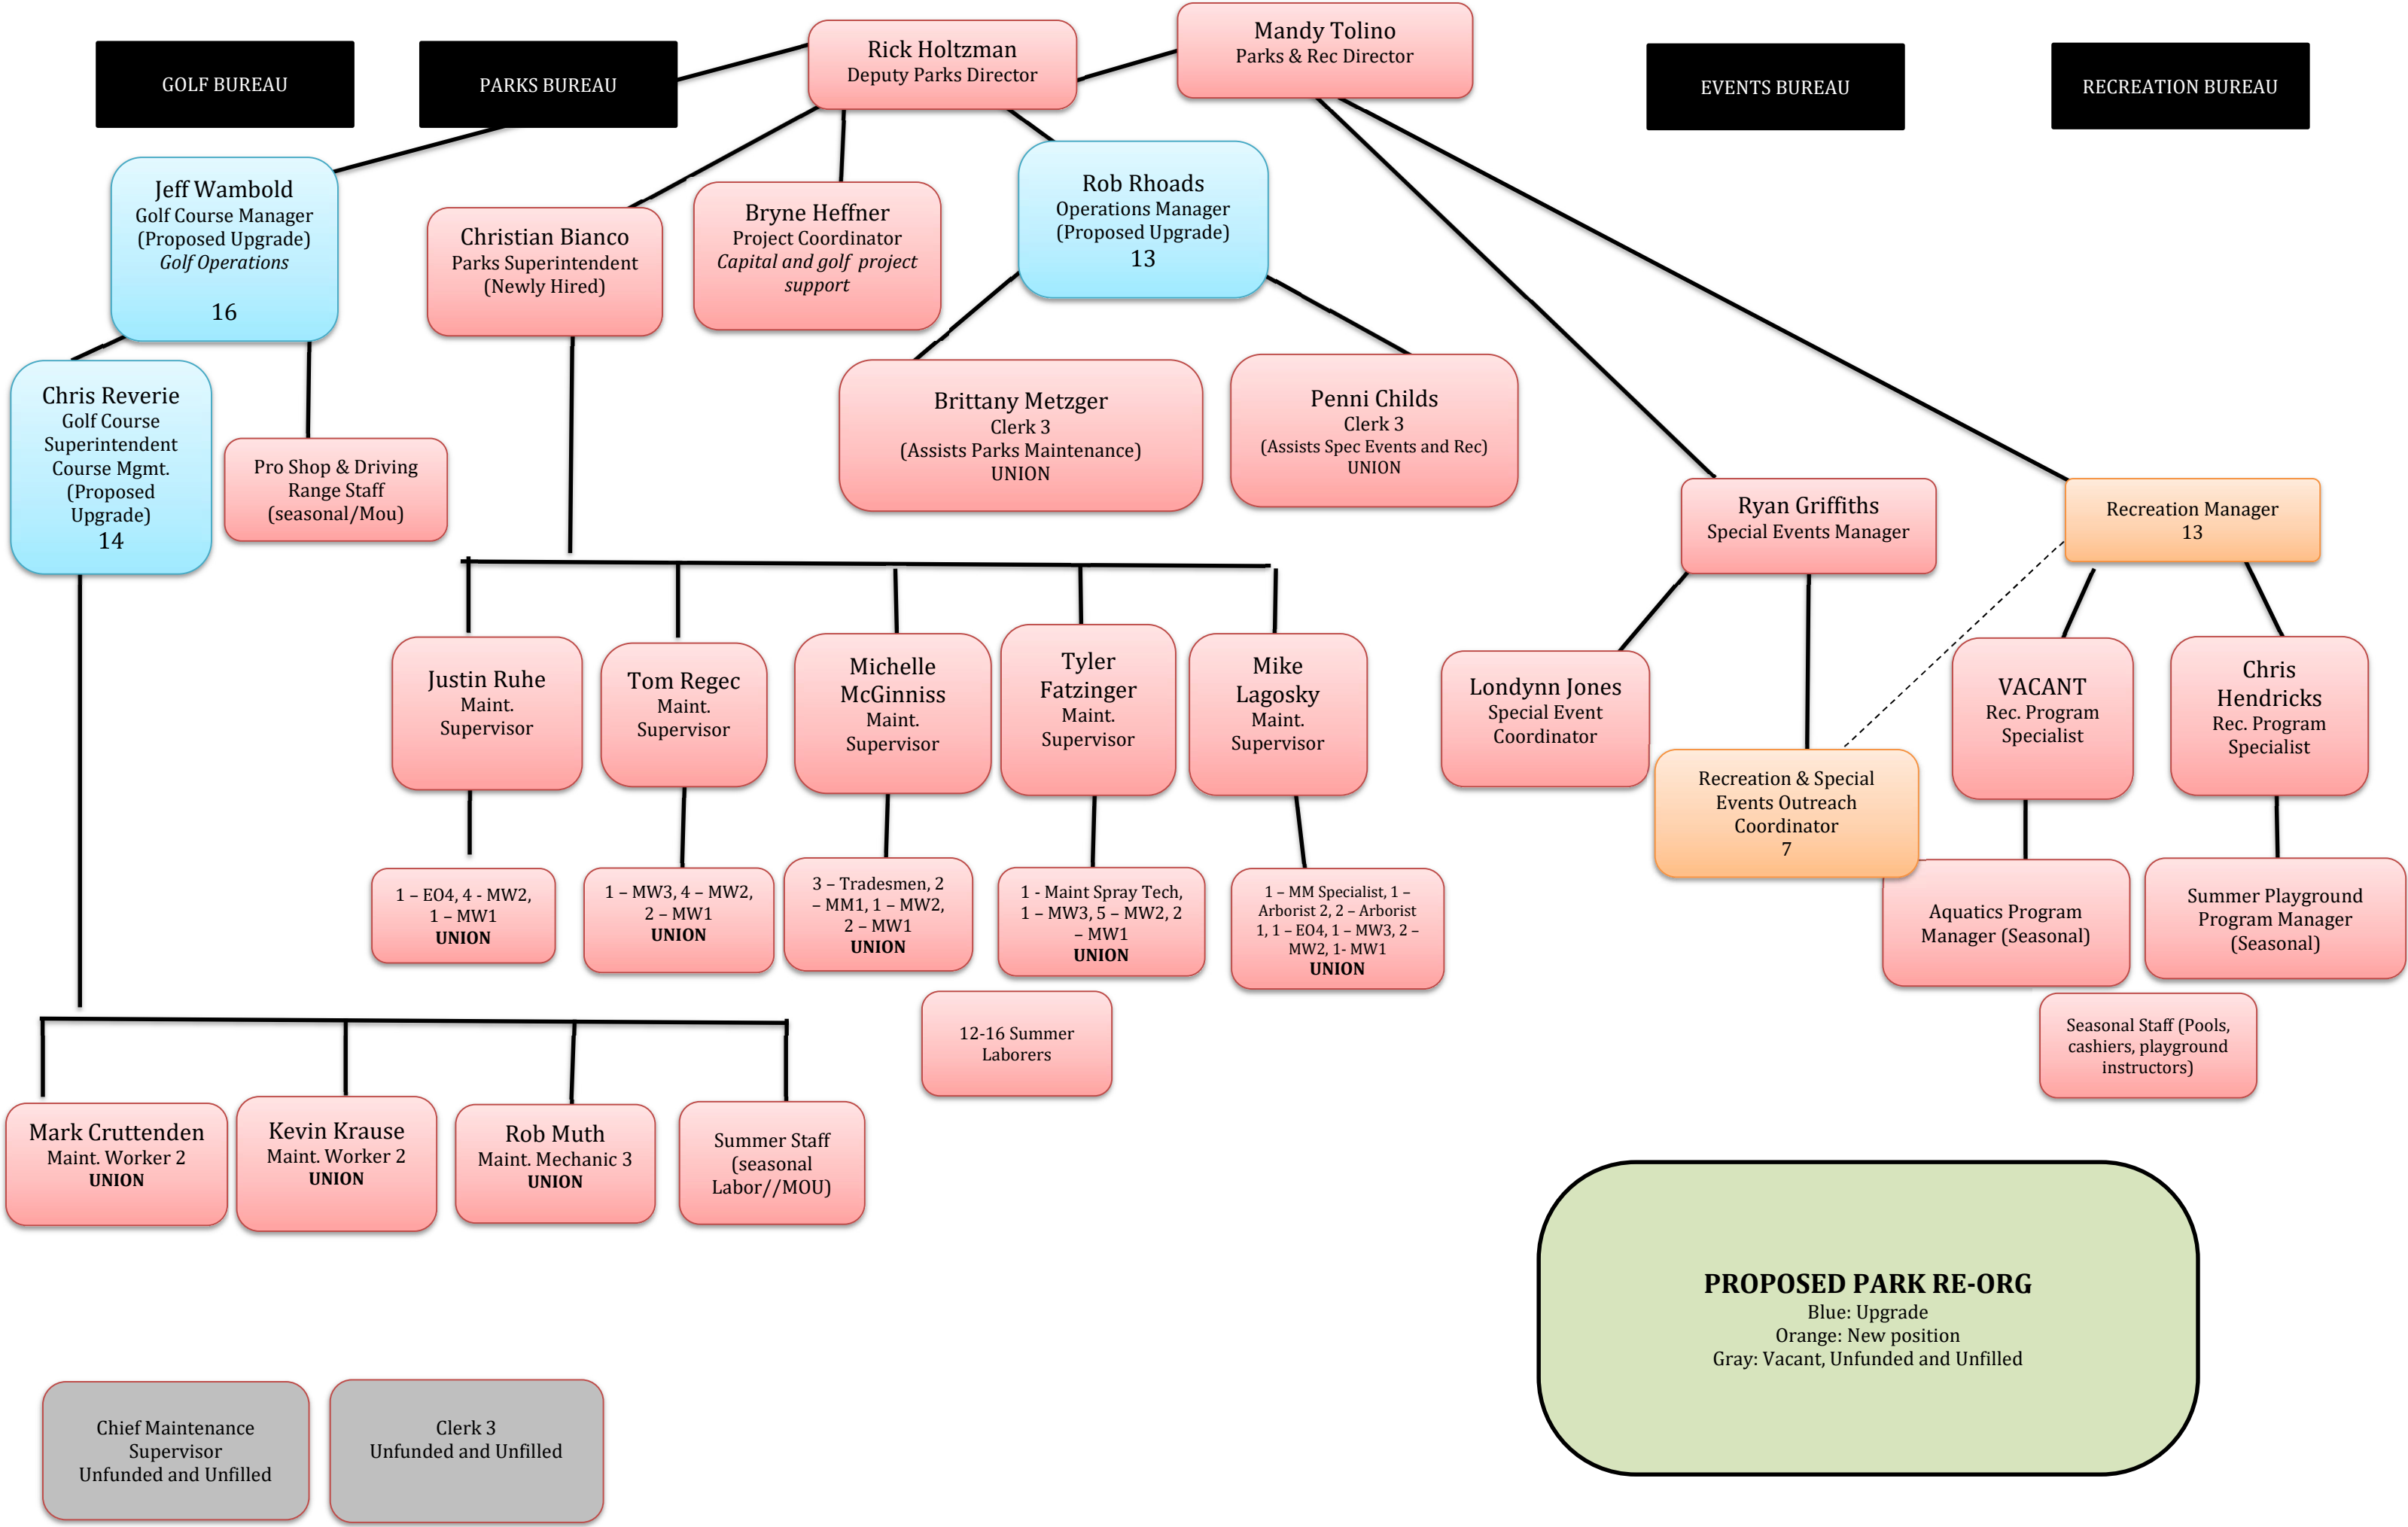 GOLF BUREAU
PARKS BUREAU
Rick Holtzman
Deputy Parks Director
Mandy Tolino
Parks & Rec Director
EVENTS BUREAU
RECREATION BUREAU
Jeff Wambold
Golf Course Manager
(Proposed Upgrade)
Golf Operations
16
Christian Bianco
Parks Superintendent
(Newly Hired)
Bryne Heffner
Project Coordinator
Capital and golf project
support
Rob Rhoads
Operations Manager
(Proposed Upgrade)
13
Chris Reverie
Golf Course
Superintendent
Course Mgmt.
(Proposed
Upgrade)
14
Pro Shop & Driving
Range Staff
(seasonal/Mou)
Brittany Metzger
Clerk 3
(Assists Parks Maintenance)
UNION
Penni Childs
Clerk 3
(Assists Spec Events and Rec)
UNION
Ryan Griffiths
Special Events Manager
Recreation Manager
13
Justin Ruhe
Maint.
Supervisor
Tom Regec
Maint.
Supervisor
Michelle
McGinniss
Maint.
Supervisor
Tyler
Fatzinger
Maint.
Supervisor
Mike
Lagosky
Maint.
Supervisor
Londynn Jones
Special Event
Coordinator
Recreation & Special
Events Outreach
Coordinator
7
VACANT
Rec. Program
Specialist
Chris
Hendricks
Rec. Program
Specialist
1 – EO4, 4 - MW2,
1 – MW1
UNION
1 – MW3, 4 – MW2,
2 – MW1
UNION
3 – Tradesmen, 2
– MM1, 1 – MW2,
2 – MW1
UNION
1 - Maint Spray Tech,
1 – MW3, 5 – MW2, 2
– MW1
UNION
1 – MM Specialist, 1 –
Arborist 2, 2 – Arborist
1, 1 – EO4, 1 – MW3, 2 –
MW2, 1- MW1
UNION
Aquatics Program
Manager (Seasonal)
Summer Playground
Program Manager
(Seasonal)
12-16 Summer
Laborers
Seasonal Staff (Pools,
cashiers, playground
instructors)
Mark Cruttenden
Maint. Worker 2
UNION
Kevin Krause
Maint. Worker 2
UNION
Rob Muth
Maint. Mechanic 3
UNION
Summer Staff
(seasonal
Labor//MOU)
PROPOSED PARK RE-ORG
Blue: Upgrade
Orange: New position
Gray: Vacant, Unfunded and Unfilled
Chief Maintenance
Supervisor
Unfunded and Unfilled
Clerk 3
Unfunded and Unfilled